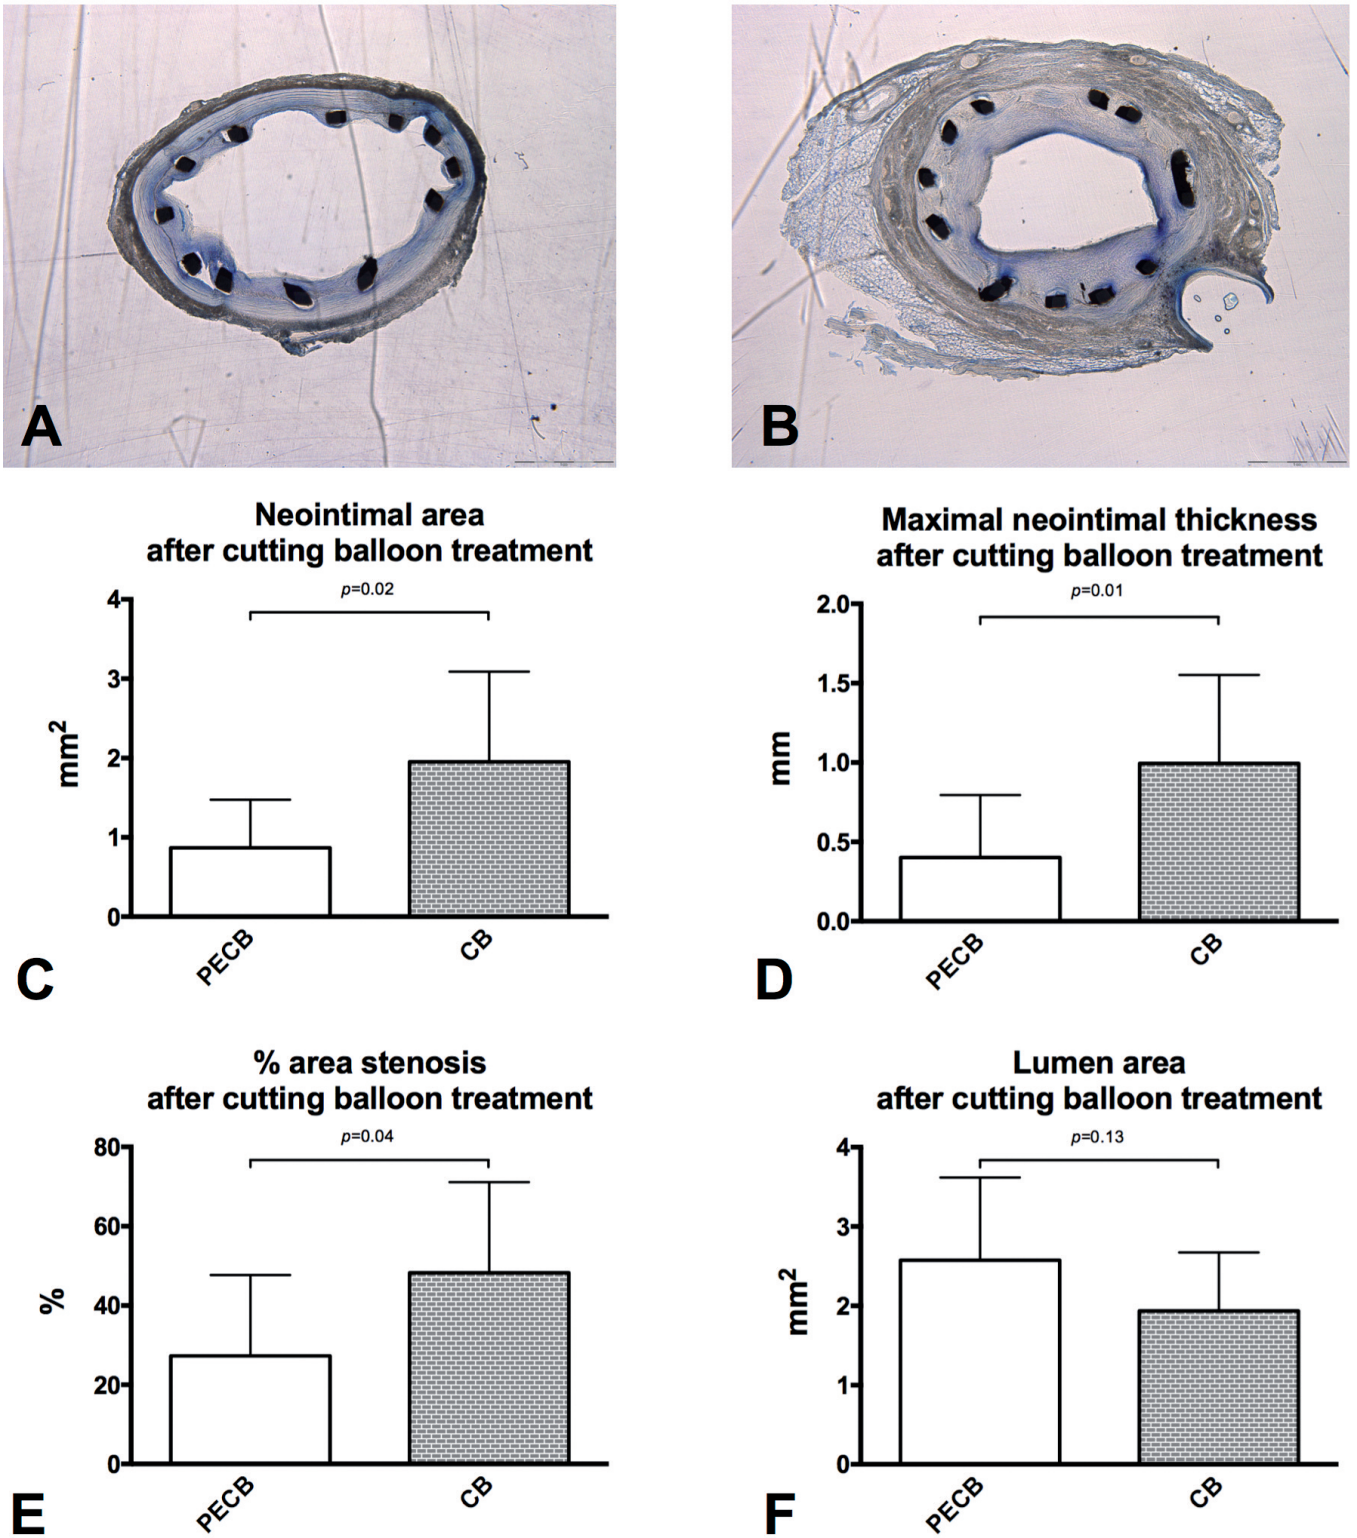 A
B
Neointimal area
after cutting balloon treatment
p=0.02
4
3
2
1
0
mm²
PECB
CB
C
Maximal neointimal thickness
after cutting balloon treatment
p=0.01
2.0
1.5
1.0
0.5
0.0
mm
PECB
CB
D
% area stenosis
after cutting balloon treatment
p=0.04
80
60
40
20
0
%
PECB
CB
E
Lumen area
after cutting balloon treatment
p=0.13
4
3
2
1
0
mm²
PECB
CB
F